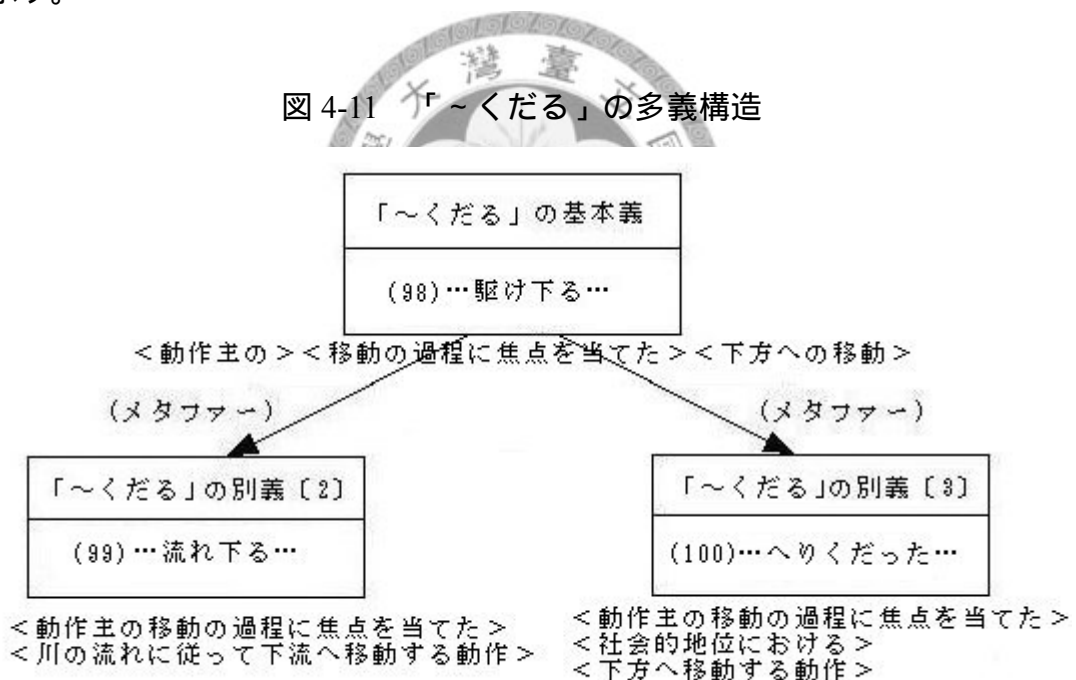 図 4-11 「~くだる」の多義構造
大 灣 臺
「～くだる」の基本義
(98)…駆け下る…
＜動作主の＞＜移動の過程に焦点を当てた＞＜下方への移動＞
(メタファー) (メタファー)
「～くだる」の別義〔2〕 「～くだる」の別義〔3〕
(99)…流れ下る… (100)…へりくだった…
＜動作主の移動の過程に焦点を当てた＞
＜川の流れに従って下流へ移動する動作＞
＜動作主の移動の過程に焦点を当てた＞
＜社会的地位における＞
＜下方へ移動する動作＞